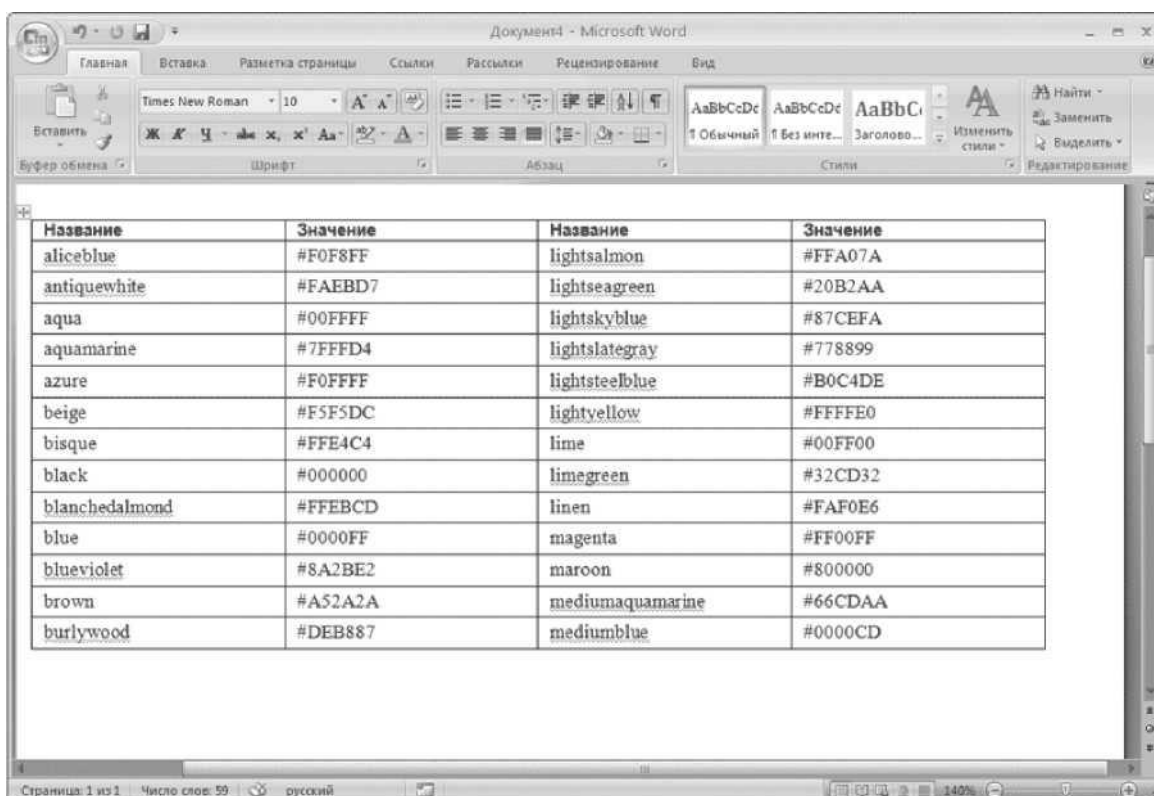 Документ4 - Microsoft Word
Главная Вставка Разметка страницы Ссылки Рассылки Рецензирование Вид
Times New Roman 10
Вставить
Ж К Ч abc x, x' Aa
AaBbCcDc AaBbCcDc AaBbC
¶ Обычный ¶ Без инте... Заголово...
Изменить стили
Найти
Заменить
Выделить
Буфер обмена Шрифт Абзац Стили Редактирование
Название Значение Название Значение
aliceblue #F0F8FF lightsalmon #FFA07A
antiquewhite #FAEBD7 lightseagreen #20B2AA
aqua #00FFFF lightskyblue #87CEFA
aquamarine #7FFFD4 lightslategray #778899
azure #F0FFFF lightsteelblue #B0C4DE
beige #F5F5DC lightyellow #FFFFE0
bisque #FFE4C4 lime #00FF00
black #000000 limegreen #32CD32
blanchedalmond #FFEBCD linen #FAF0E6
blue #0000FF magenta #FF00FF
blueviolet #8A2BE2 maroon #800000
brown #A52A2A mediumaquamarine #66CDAA
burlywood #DEB887 mediumblue #0000CD
Страница: 1 из 1 Число слов: 59 русский 140%